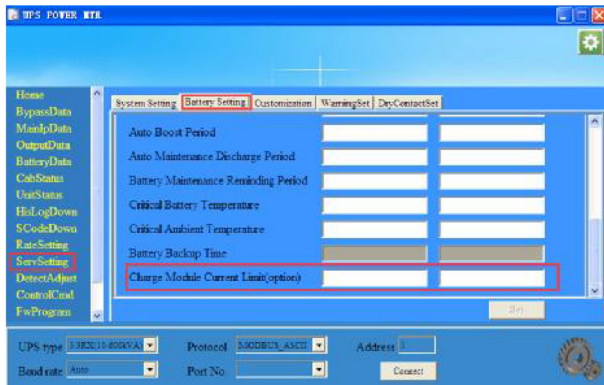 UPS POWER MTR
Home
BypassData
MainIpData
OutputData
BatteryData
CabStatus
UnitStatus
HisLogDown
SCodeDown
RateSetting
ServSetting
DetectAdjust
ControlCmd
FwProgram
System Setting Battery Setting Customization WarningSet DryContactSet
Auto Boost Period
Auto Maintenance Discharge Period
Battery Maintenance Reminding Period
Critical Battery Temperature
Critical Ambient Temperature
Battery Backup Time
Charge Module Current Limit(option)
Set
UPS type Protocol MODBUS_ASCII Address 1
Baud rate Auto Port No. Connect